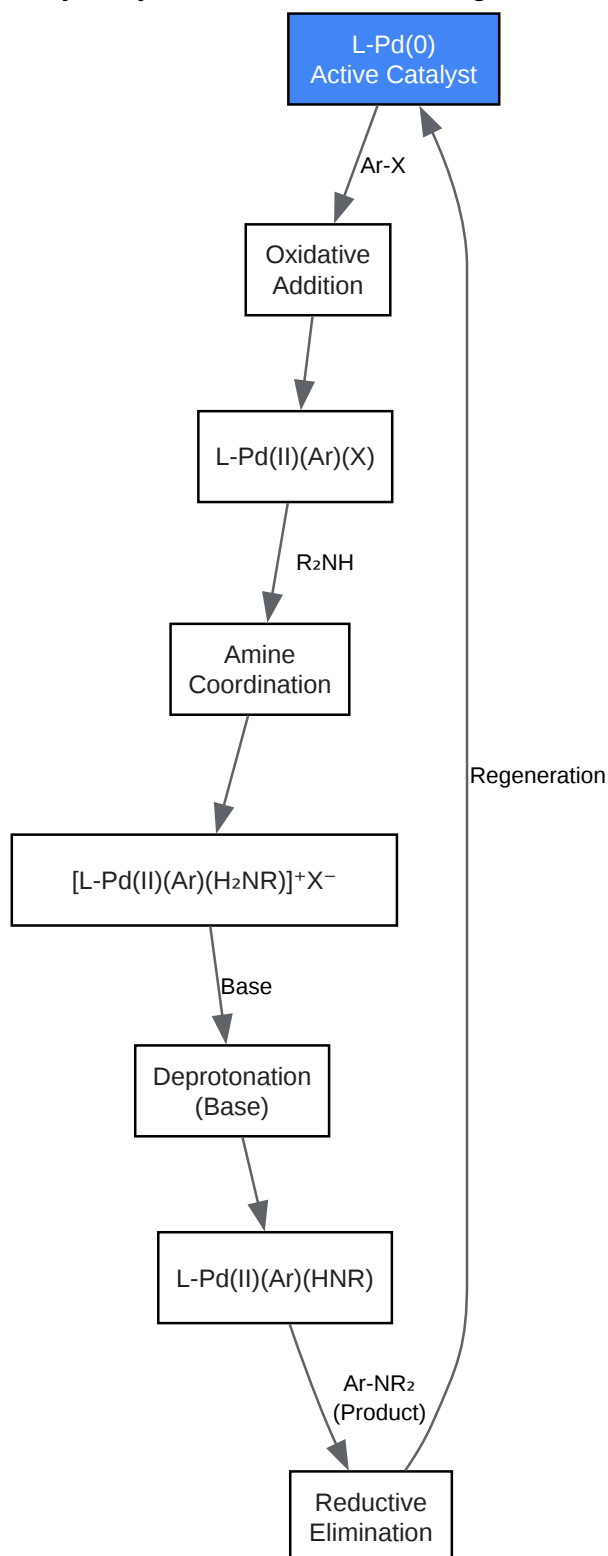 L-Pd(0)
Active Catalyst
Ar-X
Oxidative
Addition
L-Pd(II)(Ar)(X)
R₂NH
Amine
Coordination
Regeneration
[L-Pd(II)(Ar)(H₂NR)]⁺X⁻
Base
Deprotonation
(Base)
L-Pd(II)(Ar)(HNR)
Ar-NR₂
(Product)
Reductive
Elimination